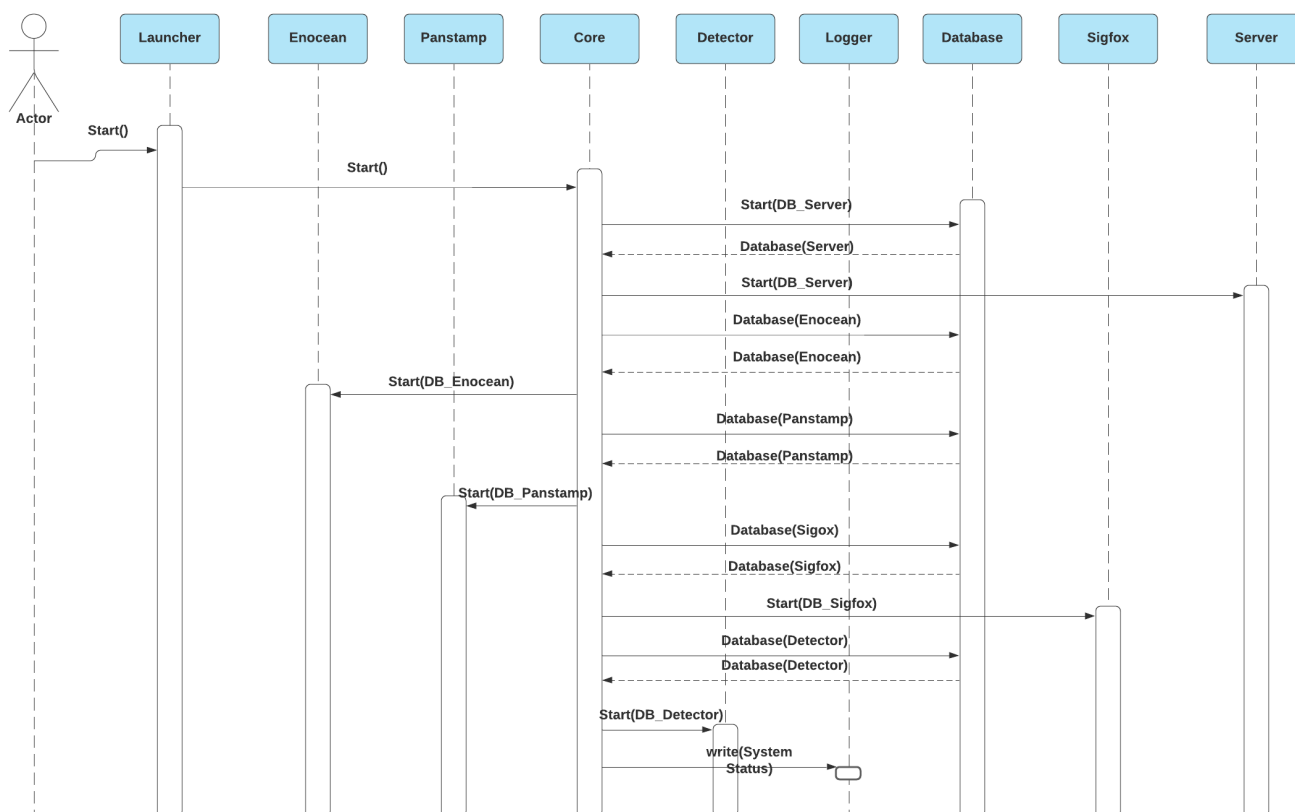 Launcher
Enocean
Panstamp
Core
Detector
Logger
Database
Sigfox
Server
Actor
Start()
Start()
Start(DB_Server)
Database(Server)
Start(DB_Server)
Database(Enocean)
Database(Enocean)
Start(DB_Enocean)
Database(Panstamp)
Database(Panstamp)
Start(DB_Panstamp)
Database(Sigox)
Database(Sigfox)
Start(DB_Sigfox)
Database(Detector)
Database(Detector)
Start(DB_Detector)
write(System
Status)